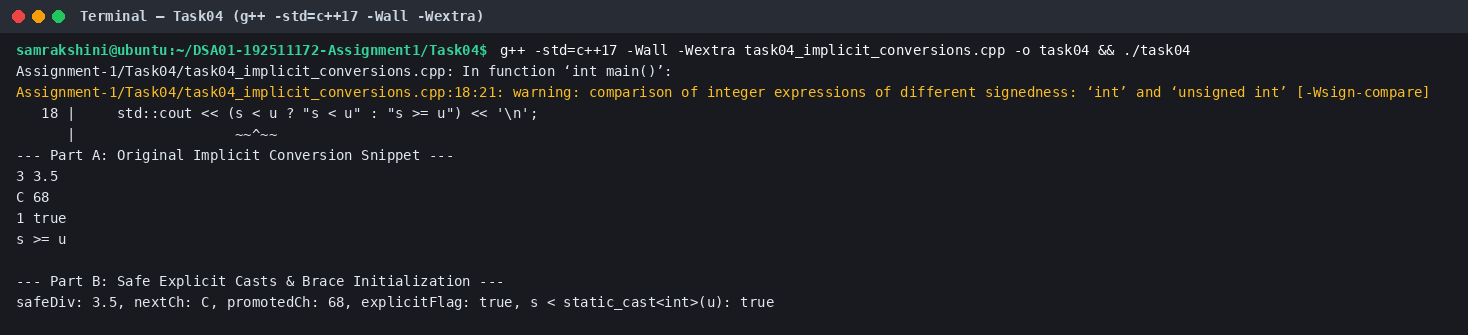 Terminal — Task04 (g++ -std=c++17 -Wall -Wextra)
samrakshini@ubuntu:~/DSA01-192511172-Assignment1/Task04$ g++ -std=c++17 -Wall -Wextra task04_implicit_conversions.cpp -o task04 && ./task04
Assignment-1/Task04/task04_implicit_conversions.cpp: In function ‘int main()’:
Assignment-1/Task04/task04_implicit_conversions.cpp:18:21: warning: comparison of integer expressions of different signedness: ‘int’ and ‘unsigned int’ [-Wsign-compare]
   18 |     std::cout << (s < u ? "s < u" : "s >= u") << '\n';
      |                   ~~^~~
--- Part A: Original Implicit Conversion Snippet ---
3 3.5
C 68
1 true
s >= u
--- Part B: Safe Explicit Casts & Brace Initialization ---
safeDiv: 3.5, nextCh: C, promotedCh: 68, explicitFlag: true, s < static_cast<int>(u): true